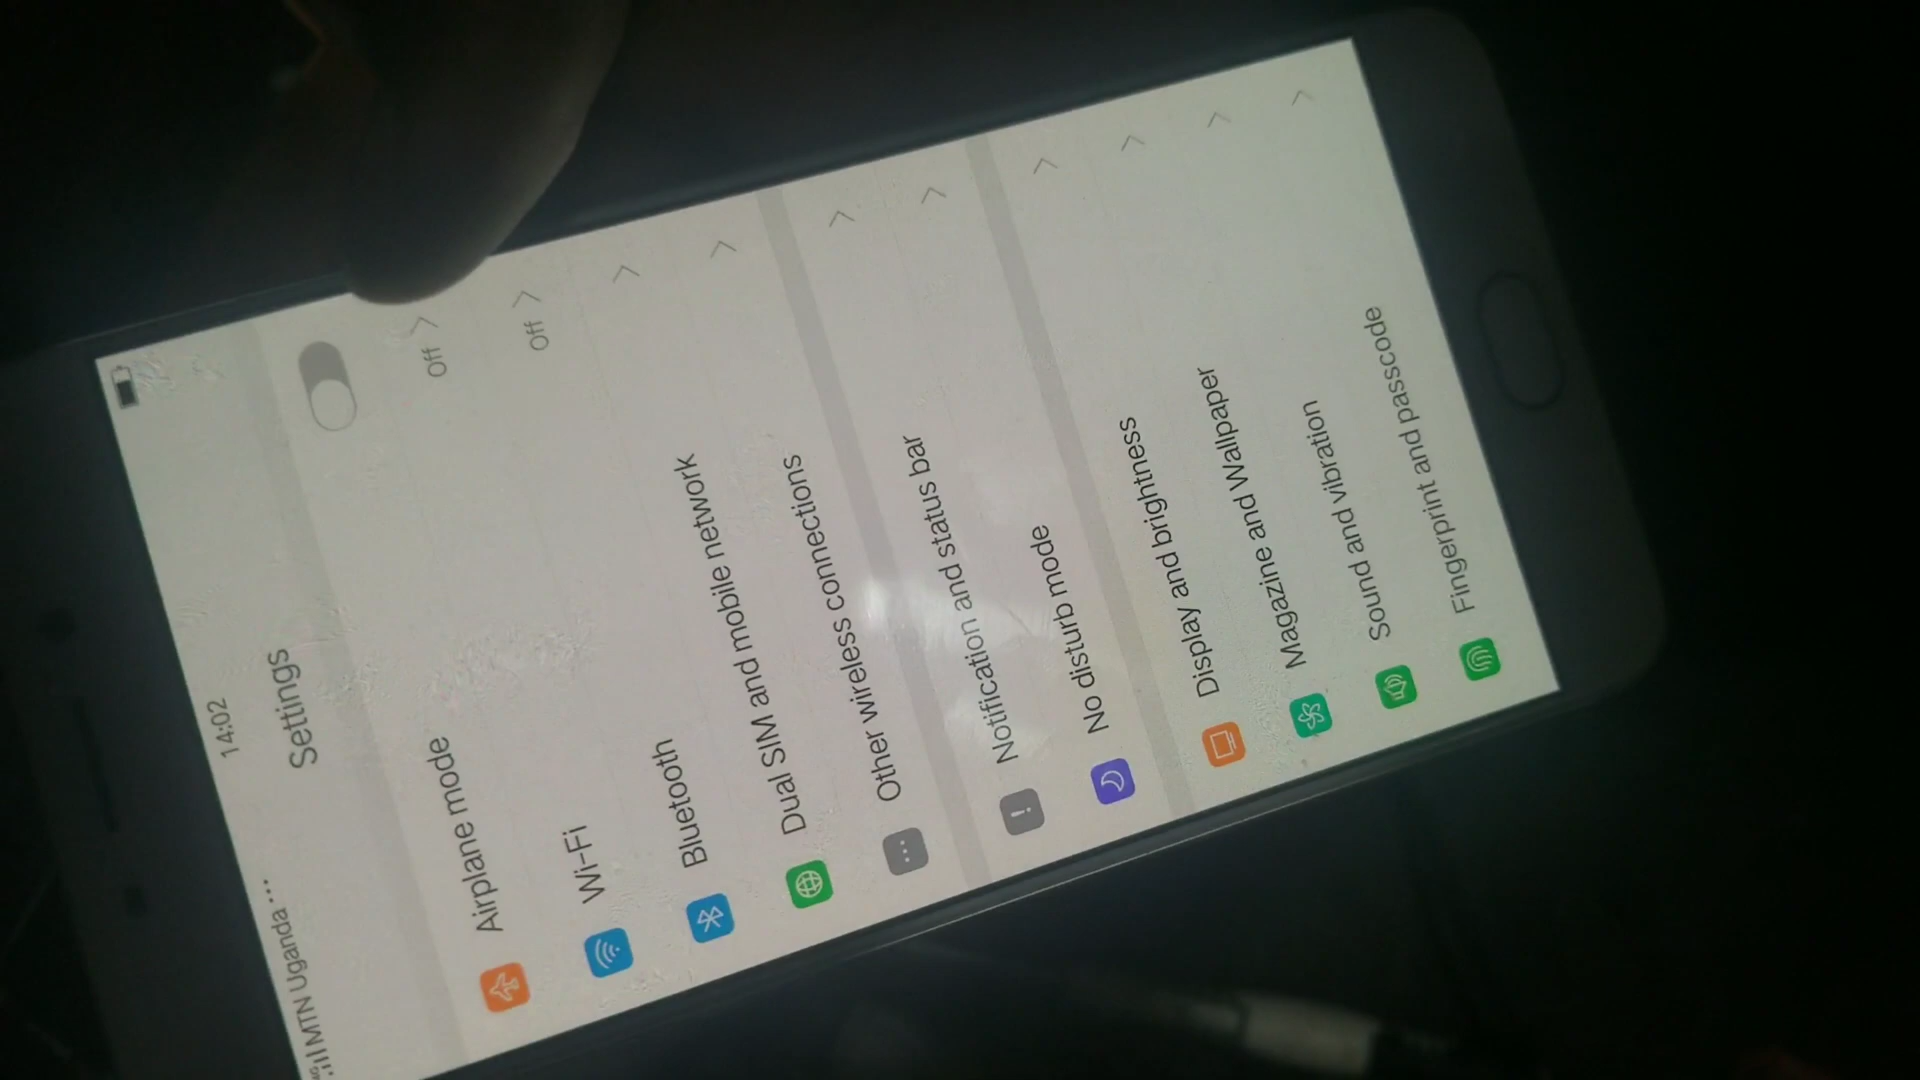 MTN Uganda ...
14:02
Settings
Airplane mode
Wi-Fi
Off
Bluetooth
Off
Dual SIM and mobile network
Other wireless connections
Notification and status bar
No disturb mode
Display and brightness
Magazine and Wallpaper
Sound and vibration
Fingerprint and passcode